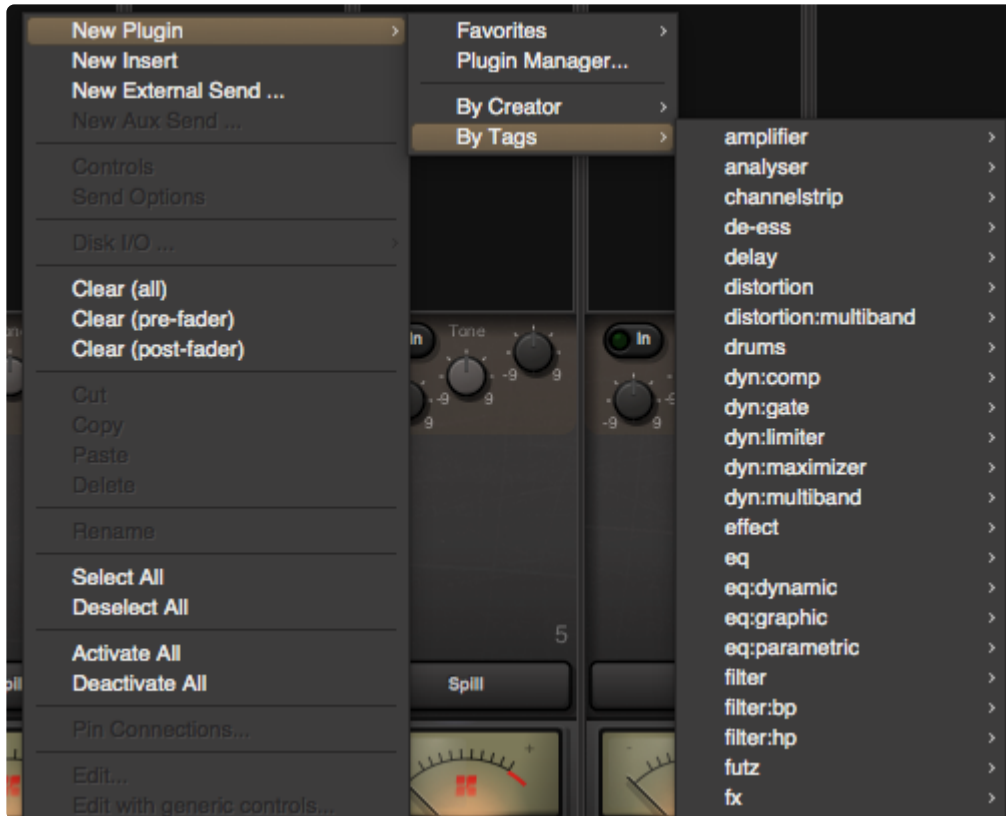 New Plugin
New Insert
New External Send ...
New Aux Send ...
Controls
Send Options
Disk I/O ...
Clear (all)
Clear (pre-fader)
Clear (post-fader)
Cut
Copy
Paste
Delete
Rename
Select All
Deselect All
Activate All
Deactivate All
Pin Connections...
Edit...
Edit with generic controls...
Favorites
Plugin Manager...
By Creator
By Tags
amplifier
analyser
channelstrip
de-ess
delay
distortion
distortion:multiband
drums
dyn:comp
dyn:gate
dyn:limiter
dyn:maximizer
dyn:multiband
effect
eq
eq:dynamic
eq:graphic
eq:parametric
filter
filter:bp
filter:hp
futz
fx
In
Tone
-9 9
-9 9
9
In
-9
5
Spill
- +